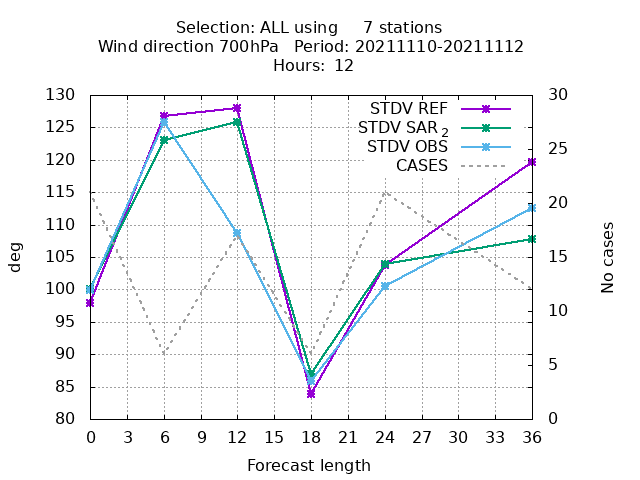 Selection: ALL using 7 stations
Wind direction 700hPa Period: 20211110-20211112
Hours: 12
STDV REF
STDV SAR 2
STDV OBS
CASES
130
125
120
115
110
105
100
95
90
85
80
deg
30
25
20
15
10
5
0
No cases
0 3 6 9 12 15 18 21 24 27 30 33 36
Forecast length